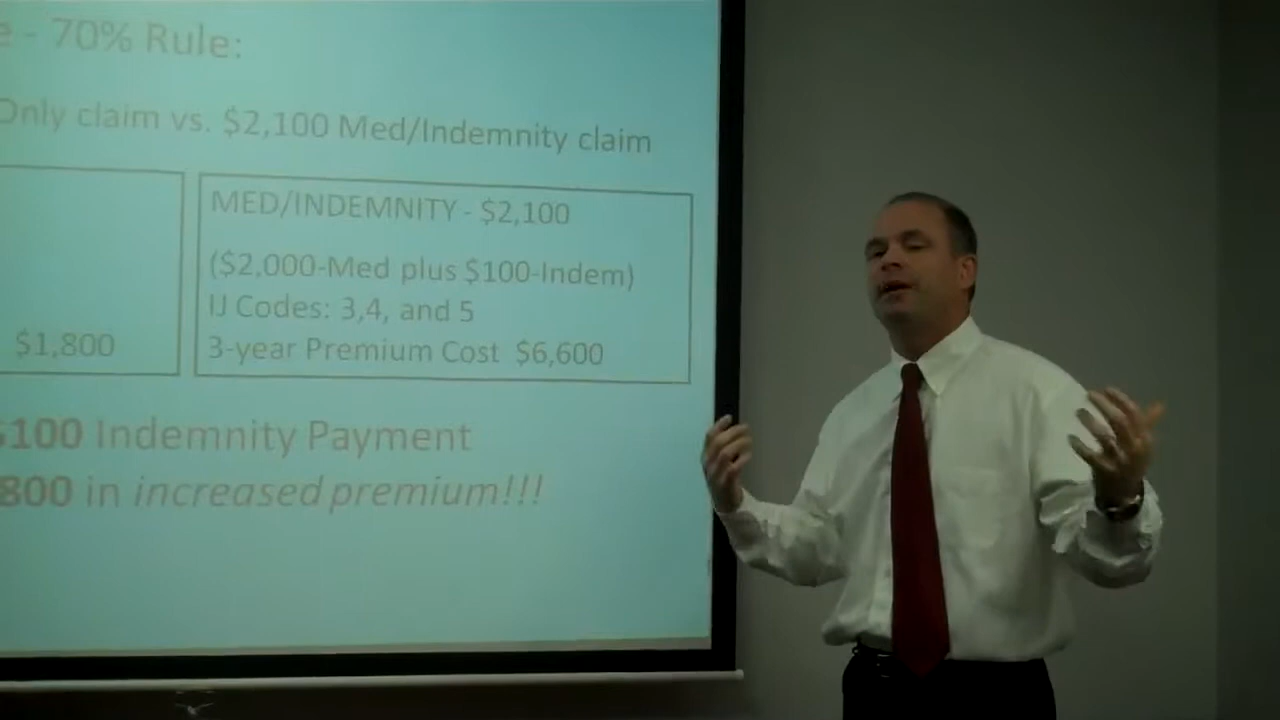 - 70% Rule:
Only claim vs. $2,100 Med/Indemnity claim
MED/INDEMNITY - $2,100
($2,000-Med plus $100-Indem)
IJ Codes: 3,4, and 5
$1,800
3-year Premium Cost $6,600
$100 Indemnity Payment
800 in increased premium!!!